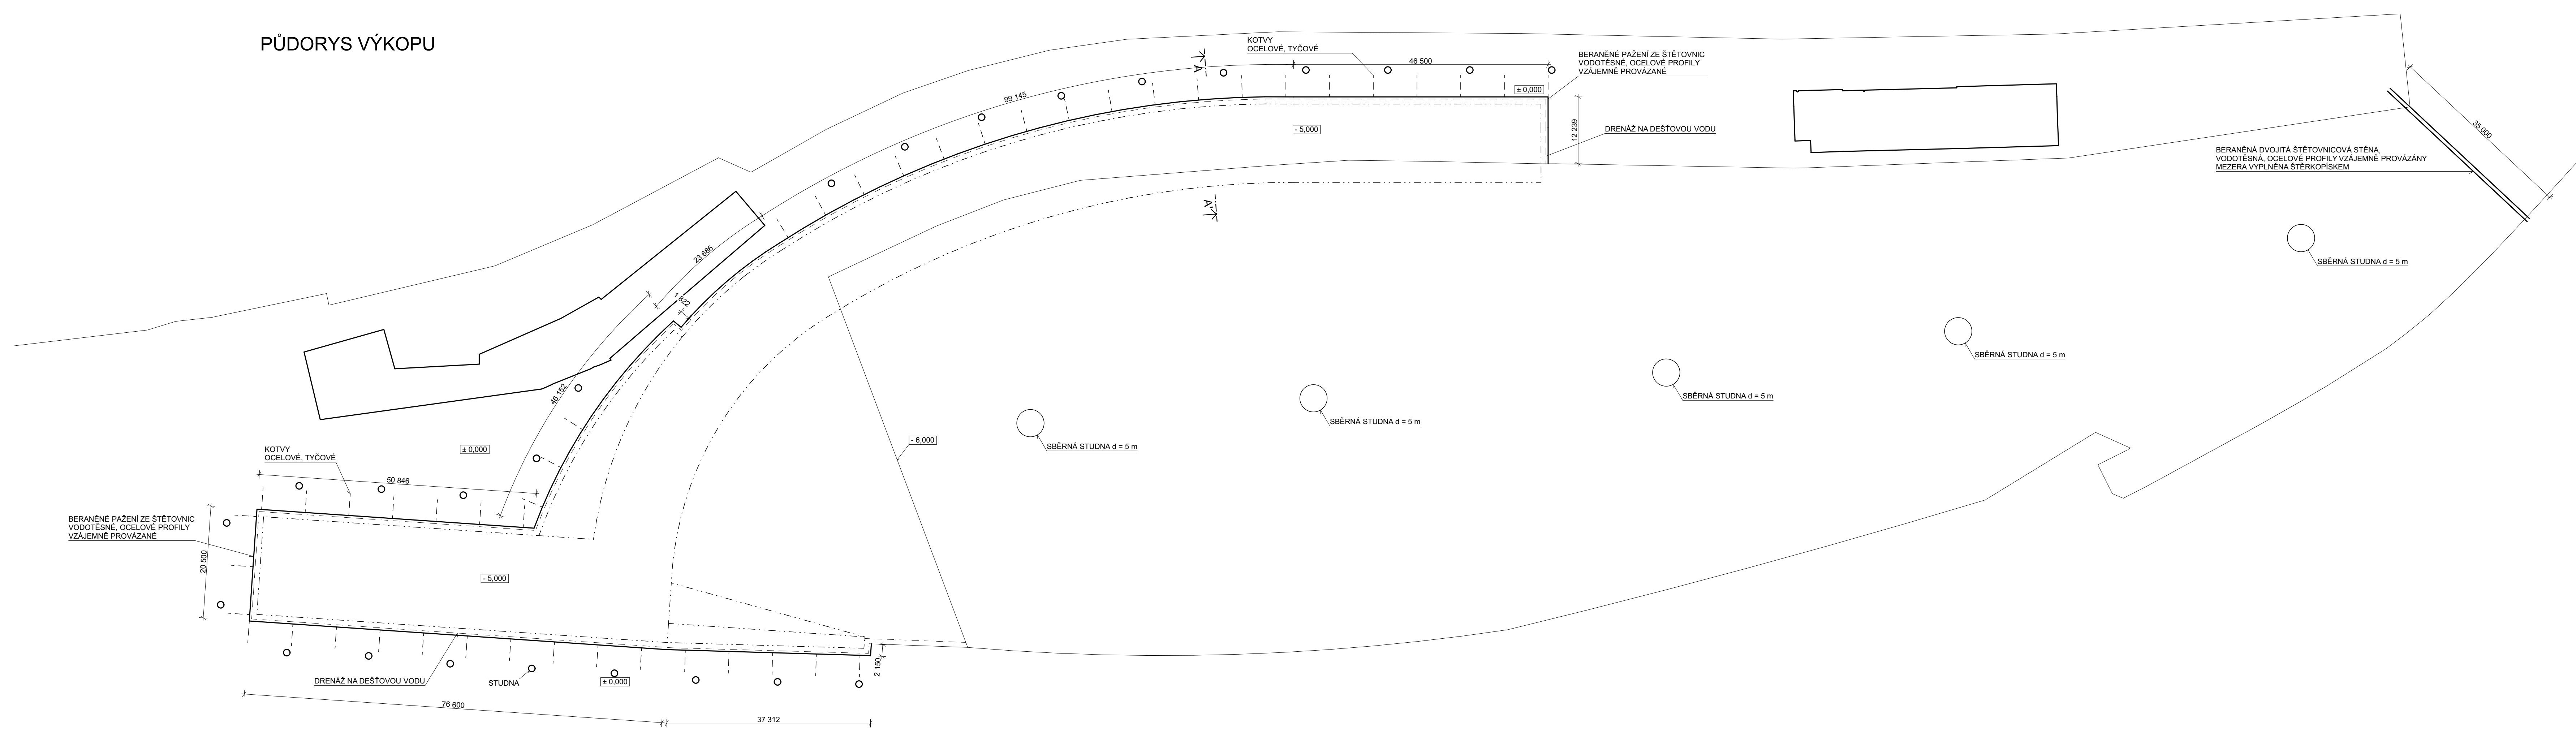 PŮDORYS VÝKOPU
KOTVY
OCELOVÉ, TYČOVÉ
46 500
BERANĚNÉ PAŽENÍ ZE ŠTĚTOVNIC
VODOTĚSNÉ, OCELOVÉ PROFILY
VZÁJEMNĚ PROVÁZANÉ
A
99 145
± 0,000
- 5,000
12 239
DRENÁŽ NA DEŠŤOVOU VODU
35 000
BERANĚNÁ DVOJITÁ ŠTĚTOVNICOVÁ STĚNA,
VODOTĚSNÁ, OCELOVÉ PROFILY VZÁJEMNĚ PROVÁZÁNY
MEZERA VYPLNĚNA ŠTĚRKOPÍSKEM
A'
23 686
1 822
SBĚRNÁ STUDNA d = 5 m
SBĚRNÁ STUDNA d = 5 m
SBĚRNÁ STUDNA d = 5 m
SBĚRNÁ STUDNA d = 5 m
SBĚRNÁ STUDNA d = 5 m
46 152
- 6,000
± 0,000
KOTVY
OCELOVÉ, TYČOVÉ
50 846
BERANĚNÉ PAŽENÍ ZE ŠTĚTOVNIC
VODOTĚSNÉ, OCELOVÉ PROFILY
VZÁJEMNĚ PROVÁZANÉ
20 500
- 5,000
DRENÁŽ NA DEŠŤOVOU VODU
STUDNA
± 0,000
2 150
76 600
37 312